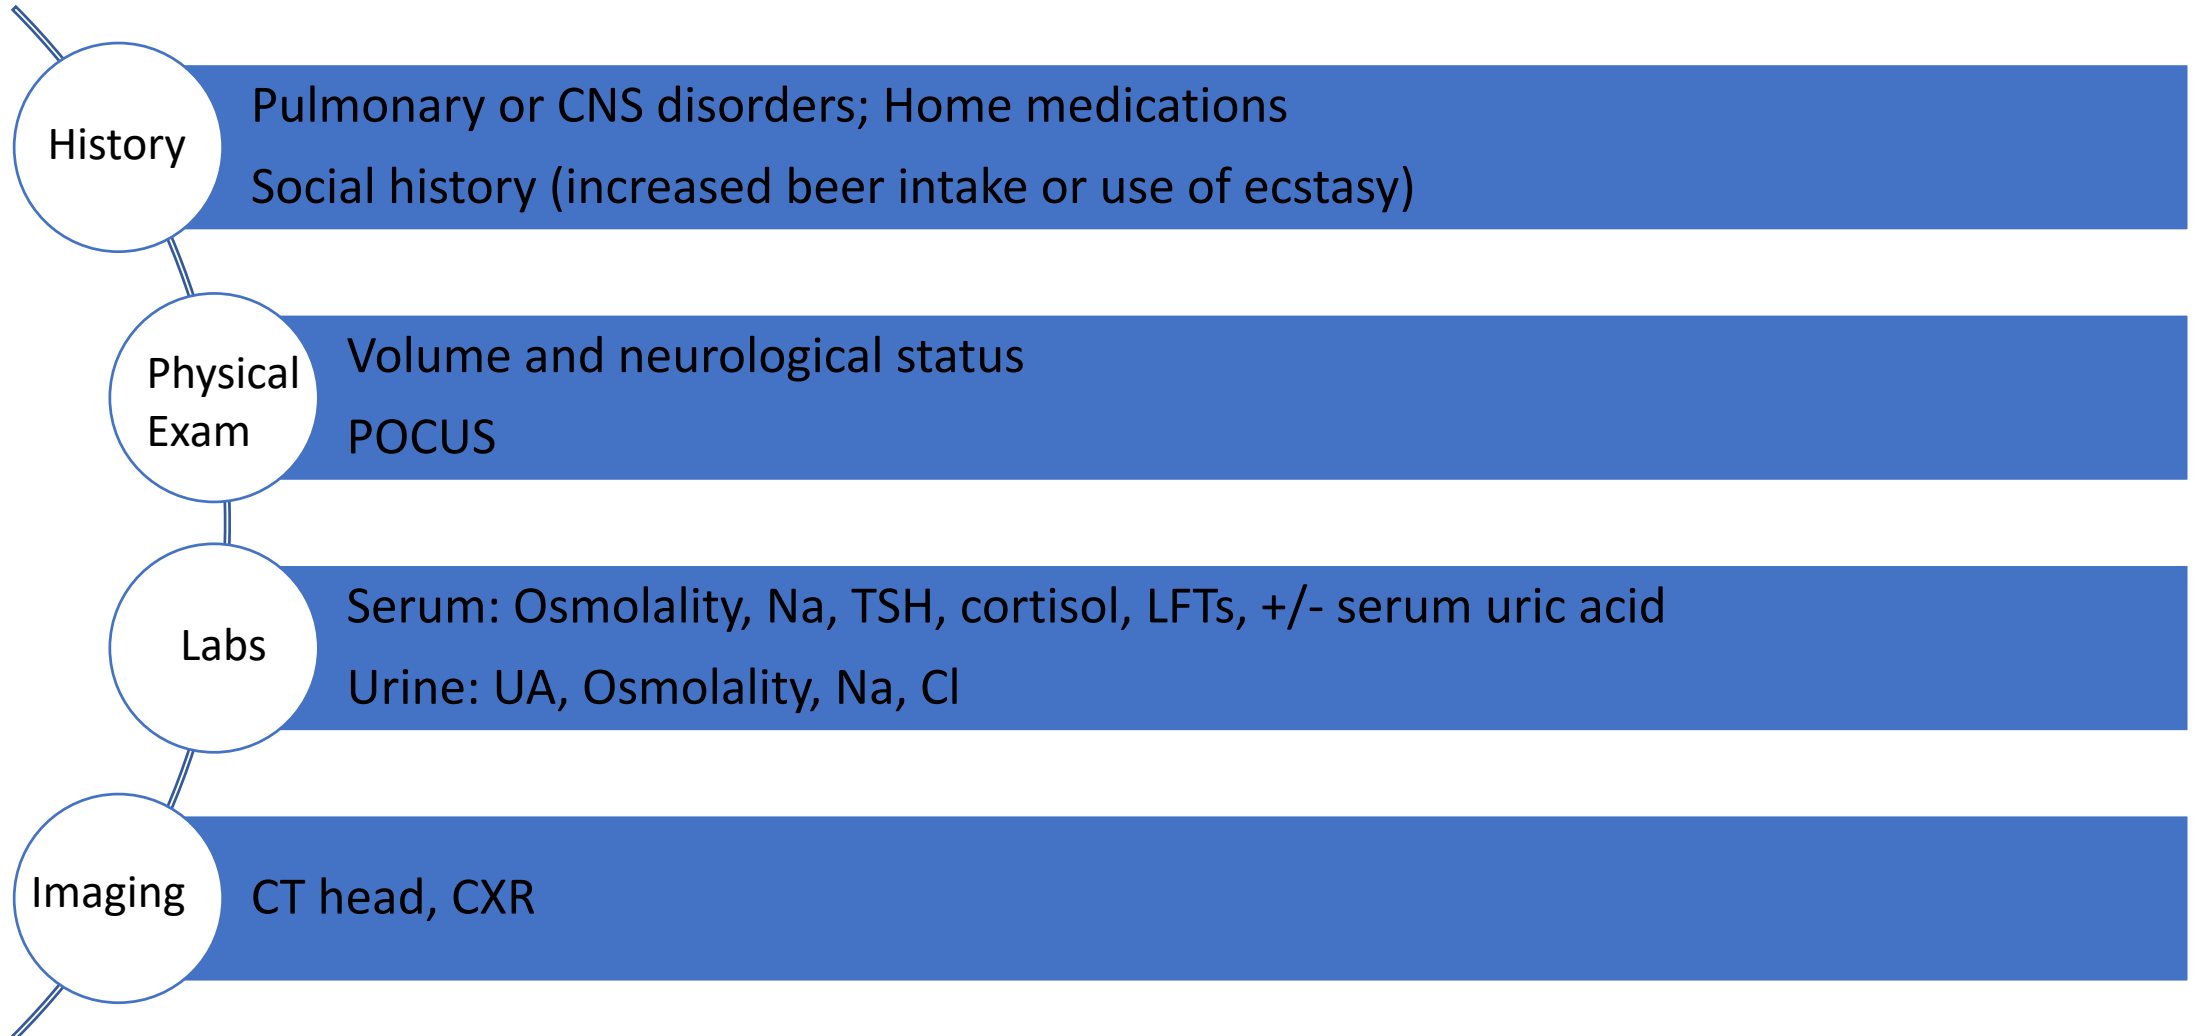 History
Pulmonary or CNS disorders; Home medications
Social history (increased beer intake or use of ecstasy)
Physical
Exam
Volume and neurological status
POCUS
Labs
Serum: Osmolality, Na, TSH, cortisol, LFTs, +/- serum uric acid
Urine: UA, Osmolality, Na, Cl
Imaging
CT head, CXR